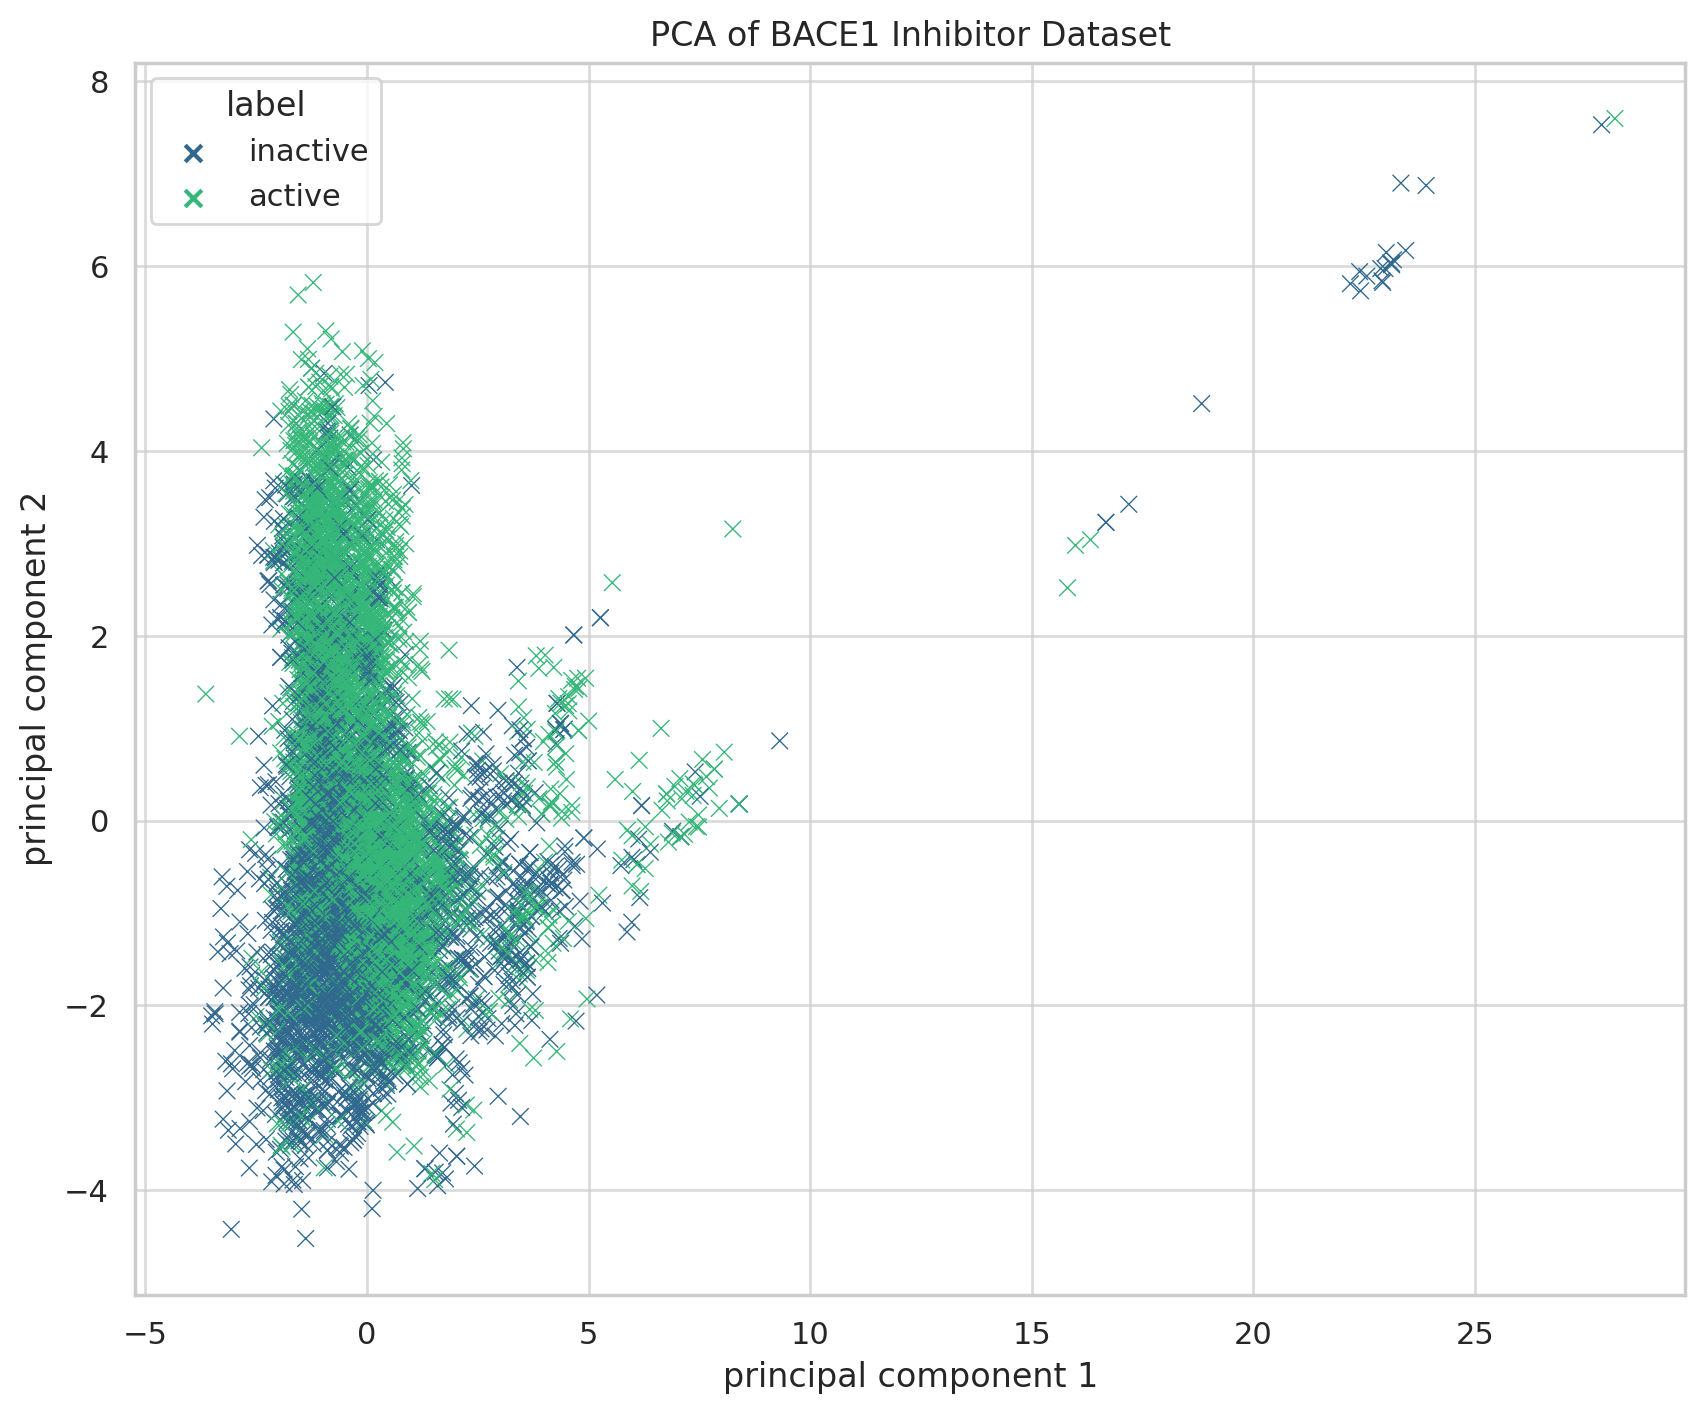 PCA of BACE1 Inhibitor Dataset
label
inactive
active
8
6
4
2
0
−2
−4
principal component 2
−5 0 5 10 15 20 25
principal component 1